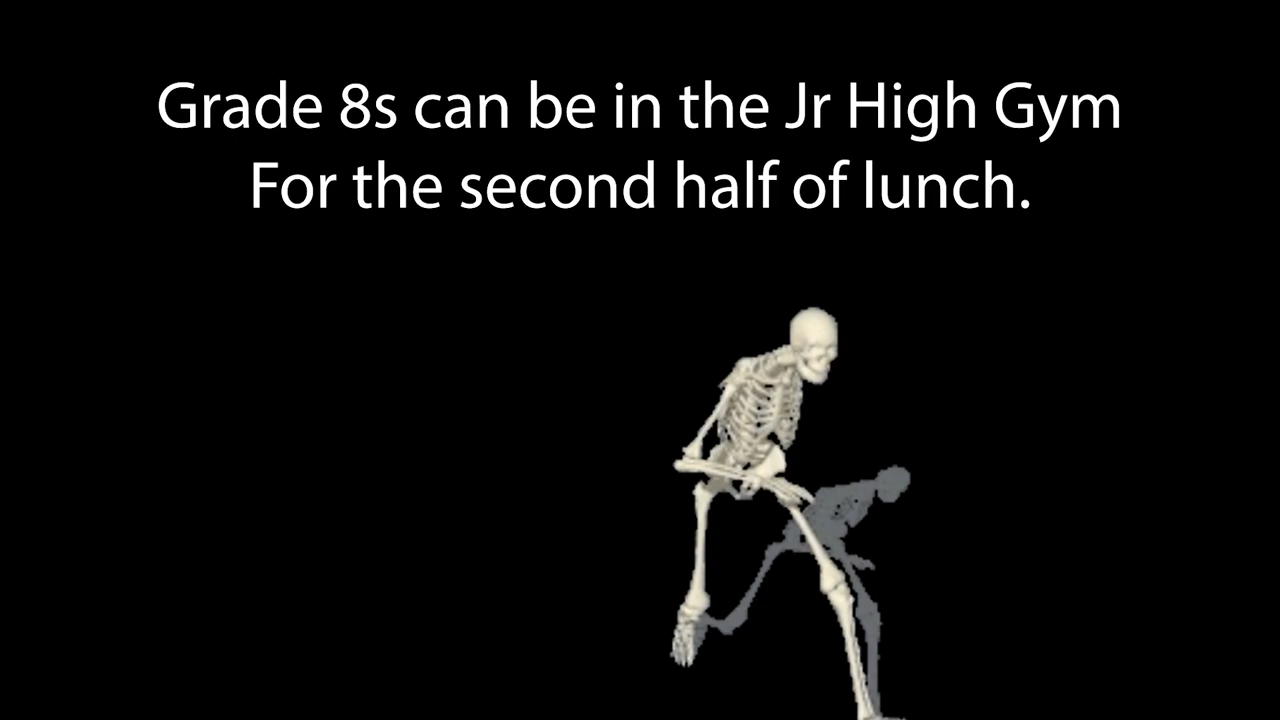 Grade 8s can be in the Jr High Gym
For the second half of lunch.